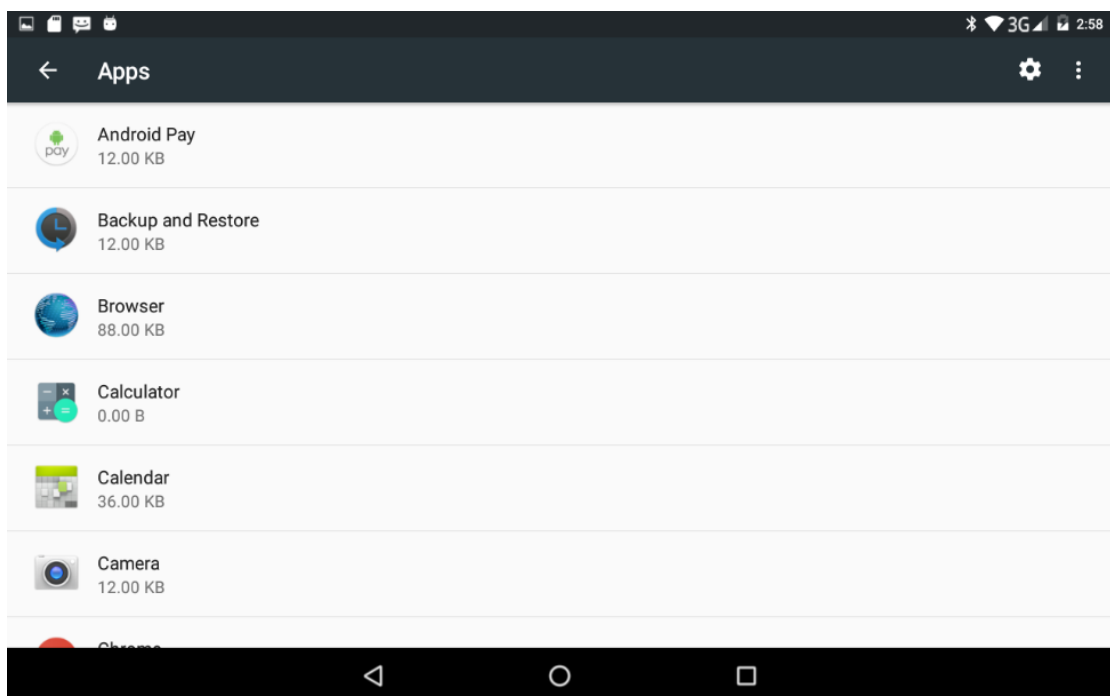 3G 2:58
Apps
pay
Android Pay
12.00 KB
Backup and Restore
12.00 KB
Browser
88.00 KB
Calculator
0.00 B
Calendar
36.00 KB
Camera
12.00 KB
Chrome